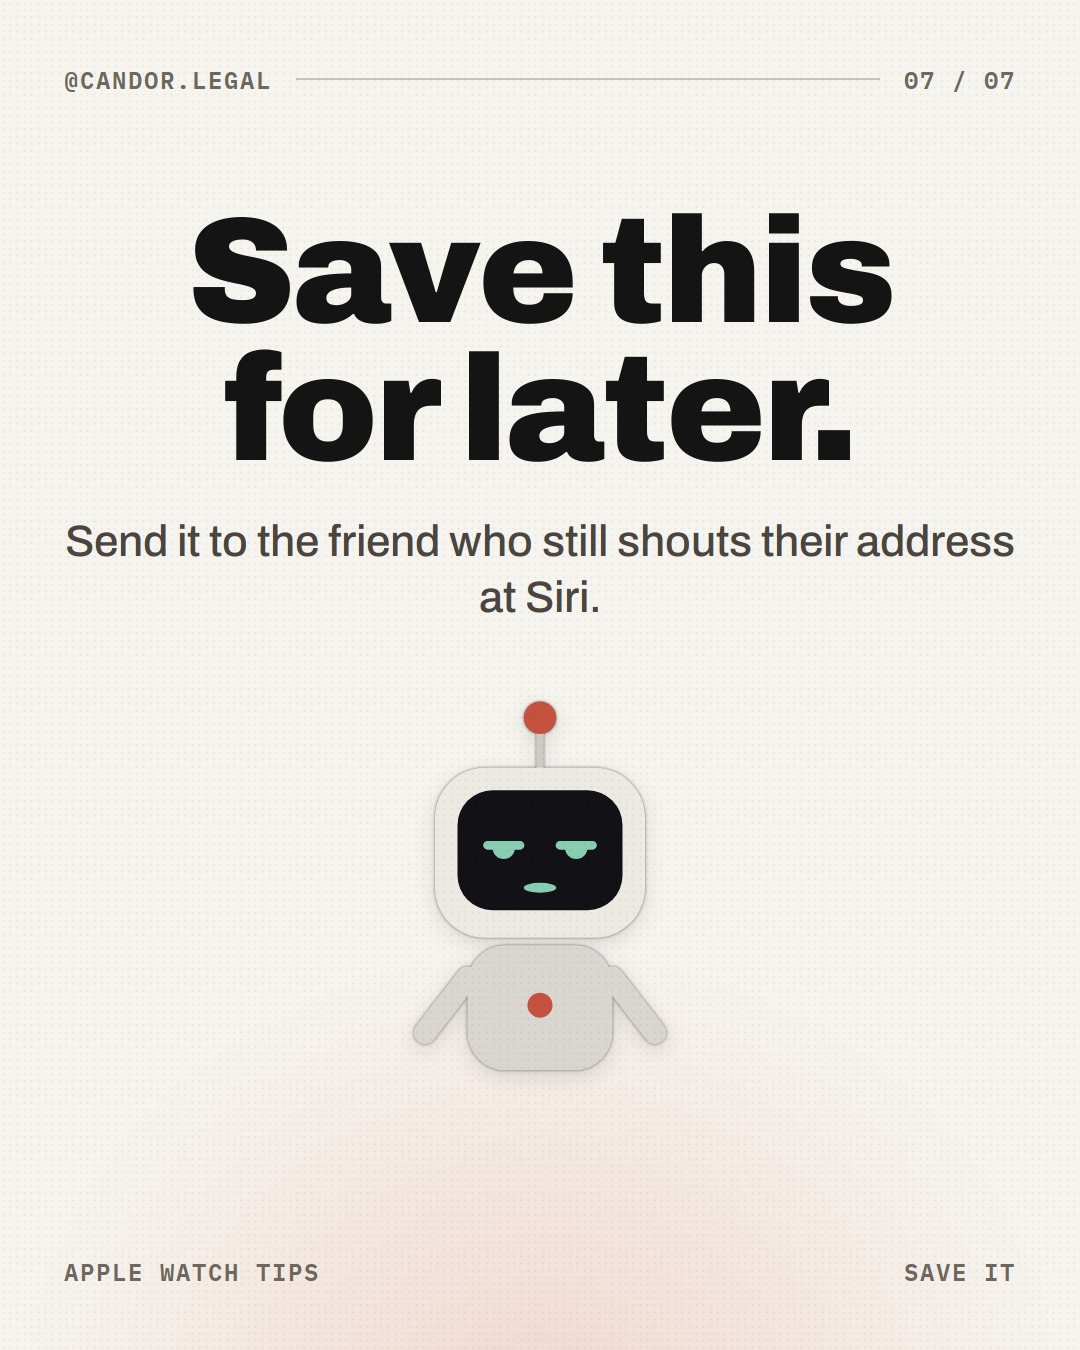 @CANDOR.LEGAL
07 / 07
Save this
for later.
Send it to the friend who still shouts their address
at Siri.
APPLE WATCH TIPS
SAVE IT